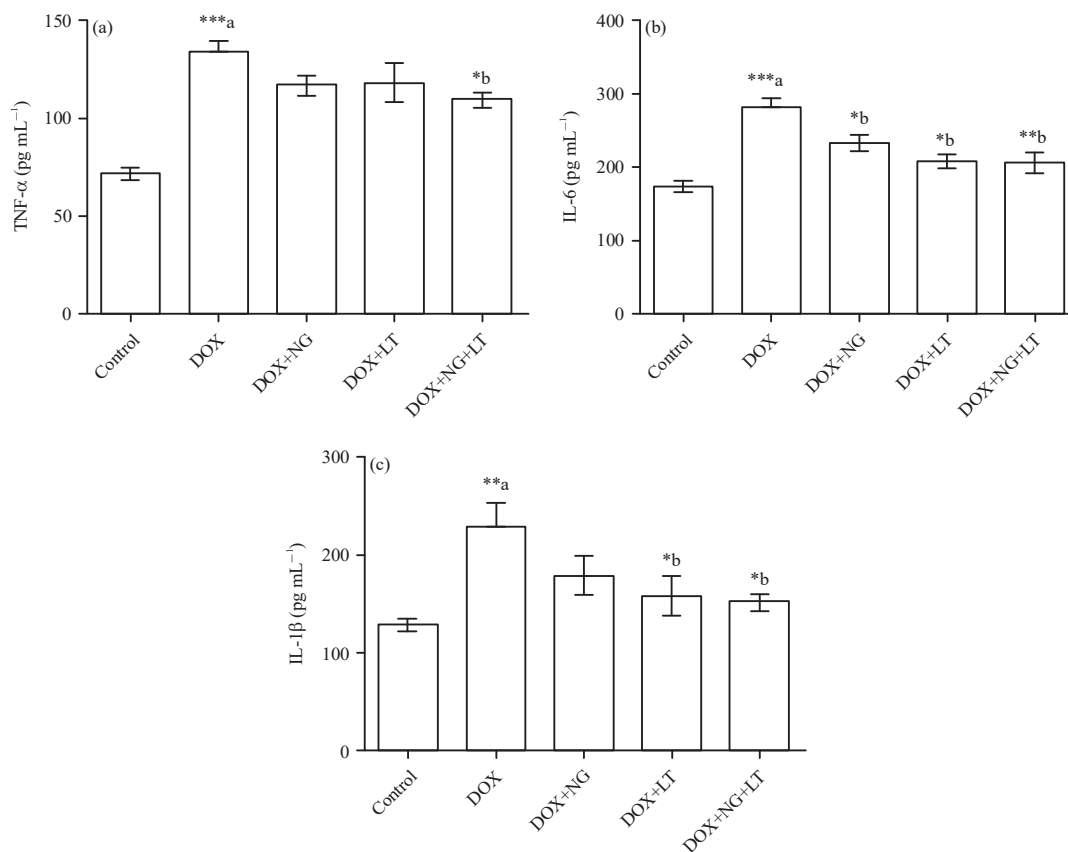 (a)
TNF-α (pg mL⁻¹)
150
100
50
0
***a
*b
Control
DOX
DOX+NG
DOX+LT
DOX+NG+LT
(b)
IL-6 (pg mL⁻¹)
400
300
200
100
0
***a
*b
*b
**b
Control
DOX
DOX+NG
DOX+LT
DOX+NG+LT
(c)
IL-1β (pg mL⁻¹)
300
200
100
0
**a
*b
*b
Control
DOX
DOX+NG
DOX+LT
DOX+NG+LT